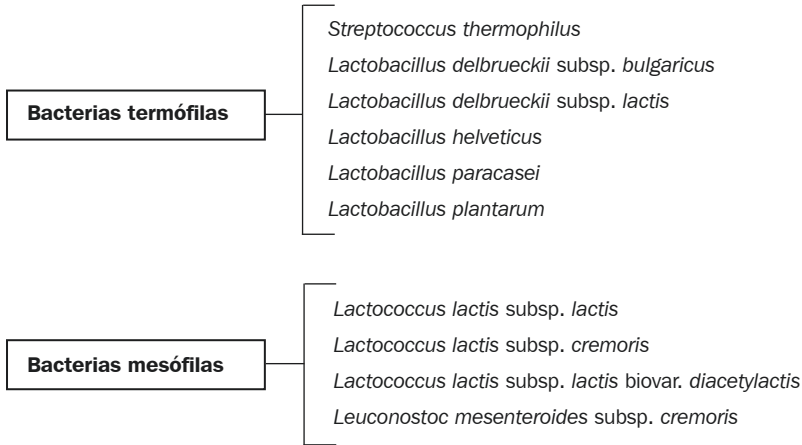 Bacterias termófilas
Streptococcus thermophilus
Lactobacillus delbrueckii subsp. bulgaricus
Lactobacillus delbrueckii subsp. lactis
Lactobacillus helveticus
Lactobacillus paracasei
Lactobacillus plantarum
Bacterias mesófilas
Lactococcus lactis subsp. lactis
Lactococcus lactis subsp. cremoris
Lactococcus lactis subsp. lactis biovar. diacetylactis
Leuconostoc mesenteroides subsp. cremoris